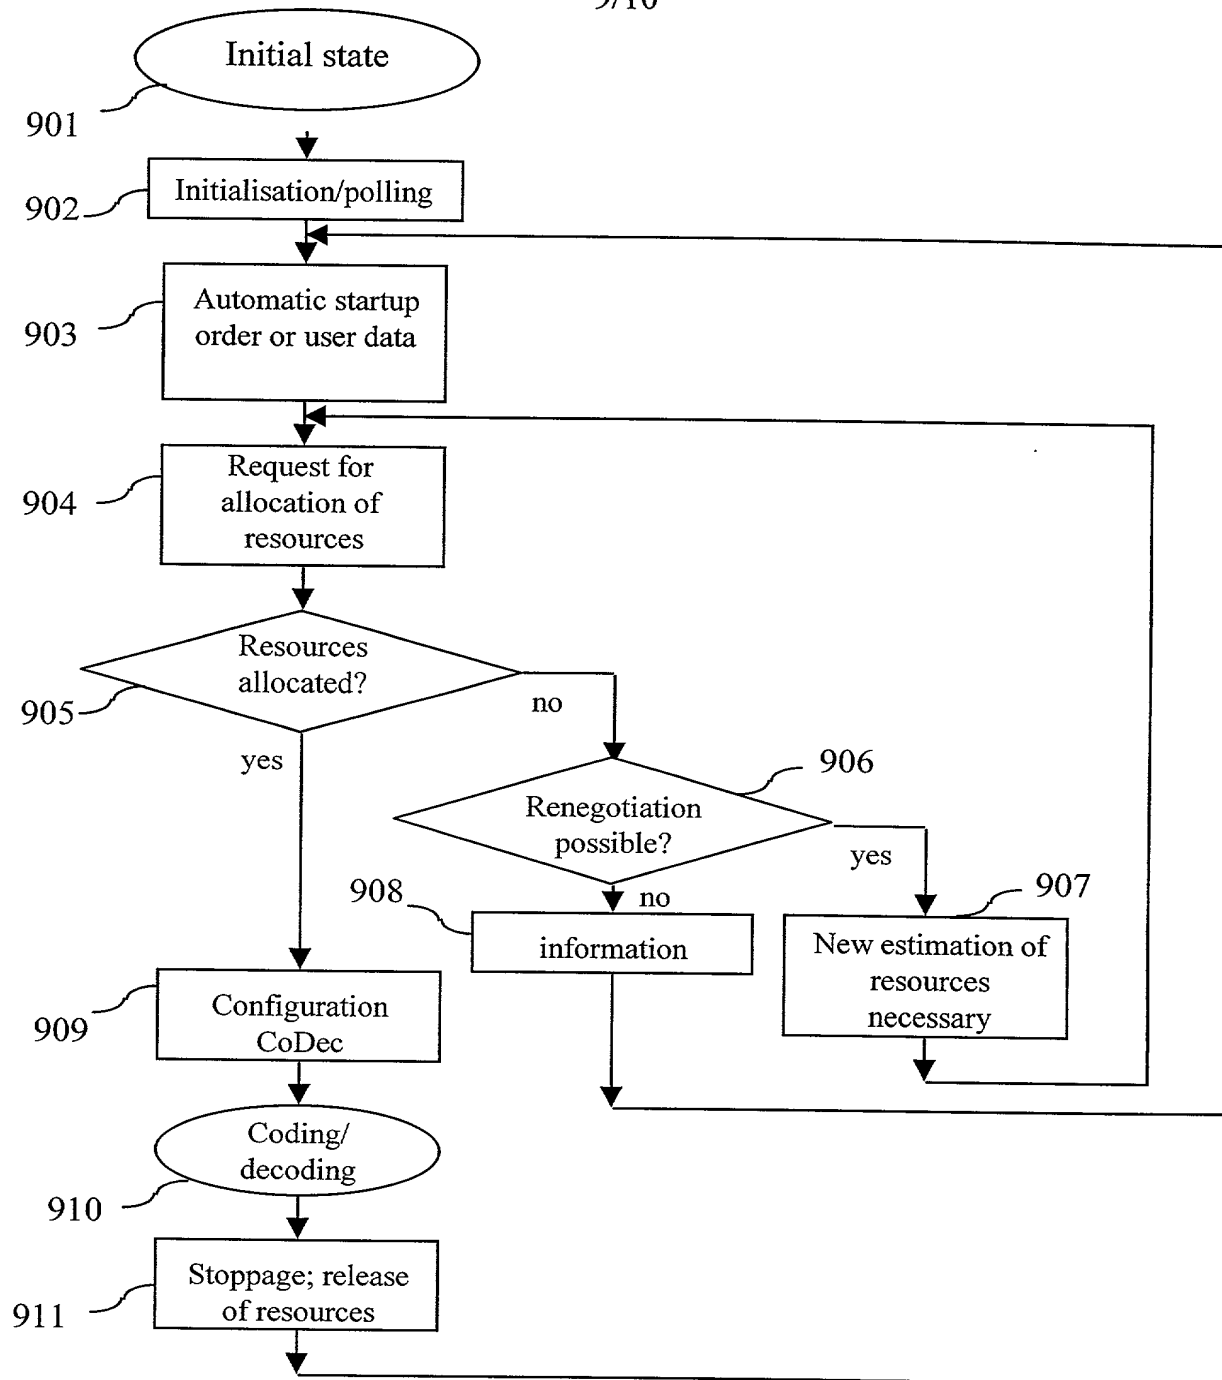 9/10
Initial state
901
Initialisation/polling
902
Automatic startup
order or user data
903
Request for
allocation of
resources
904
Resources
allocated?
905
no
yes
906
Renegotiation
possible?
yes
908
no
907
information
New estimation of
resources
necessary
Configuration
CoDec
909
Coding/
decoding
910
Stoppage; release
of resources
911